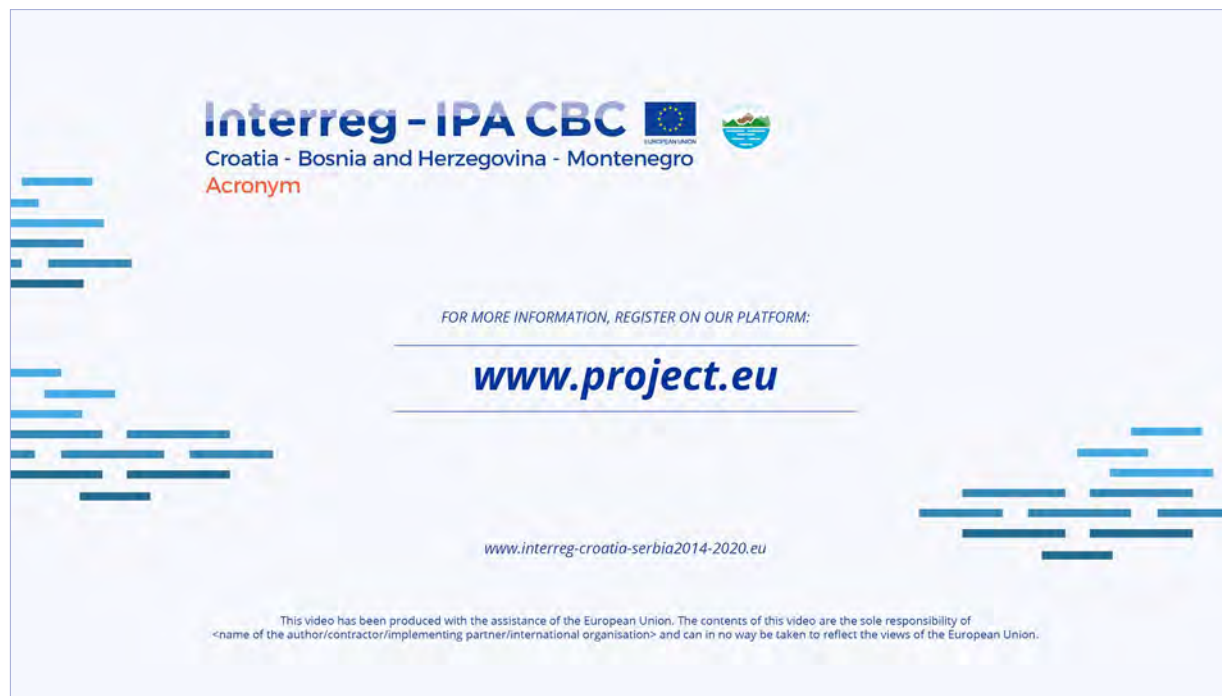 Interreg - IPA CBC
EUROPEAN UNION
Croatia - Bosnia and Herzegovina - Montenegro
Acronym
FOR MORE INFORMATION, REGISTER ON OUR PLATFORM:
www.project.eu
www.interreg-croatia-serbia2014-2020.eu
This video has been produced with the assistance of the European Union. The contents of this video are the sole responsibility of
<name of the author/contractor/implementing partner/international organisation> and can in no way be taken to reflect the views of the European Union.